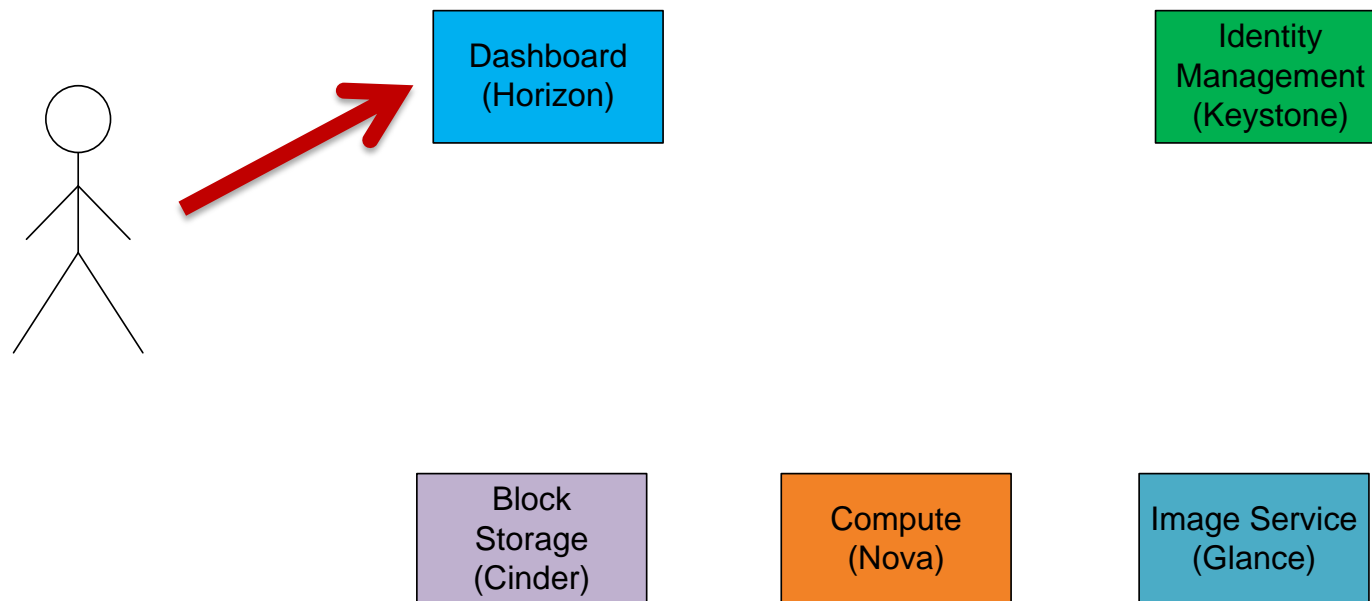 Dashboard
(Horizon)
Identity
Management
(Keystone)
Block
Storage
(Cinder)
Compute
(Nova)
Image Service
(Glance)